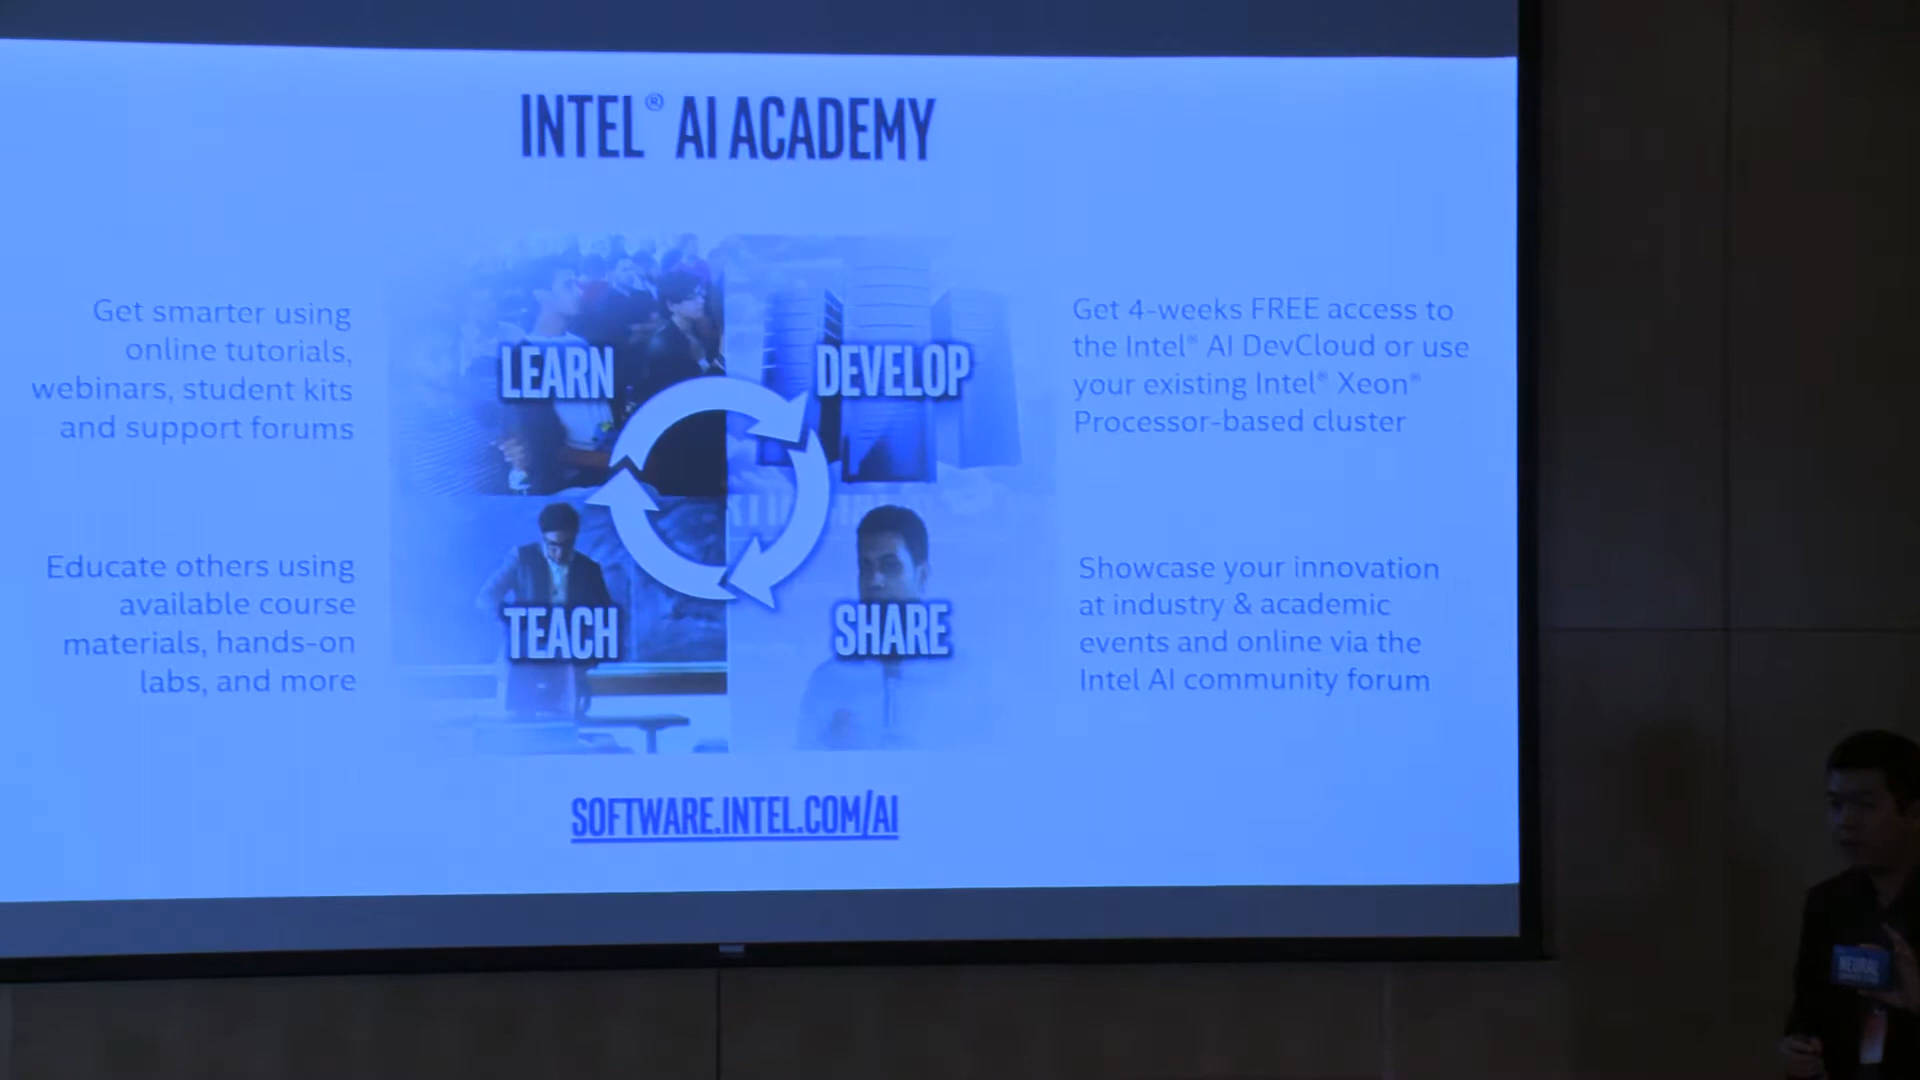 INTEL® AI ACADEMY
Get smarter using
online tutorials,
webinars, student kits
and support forums
LEARN
DEVELOP
Get 4-weeks FREE access to
the Intel® AI DevCloud or use
your existing Intel® Xeon®
Processor-based cluster
Educate others using
available course
materials, hands-on
labs, and more
TEACH
SHARE
Showcase your innovation
at industry & academic
events and online via the
Intel AI community forum
SOFTWARE.INTEL.COM/AI
NEURAL